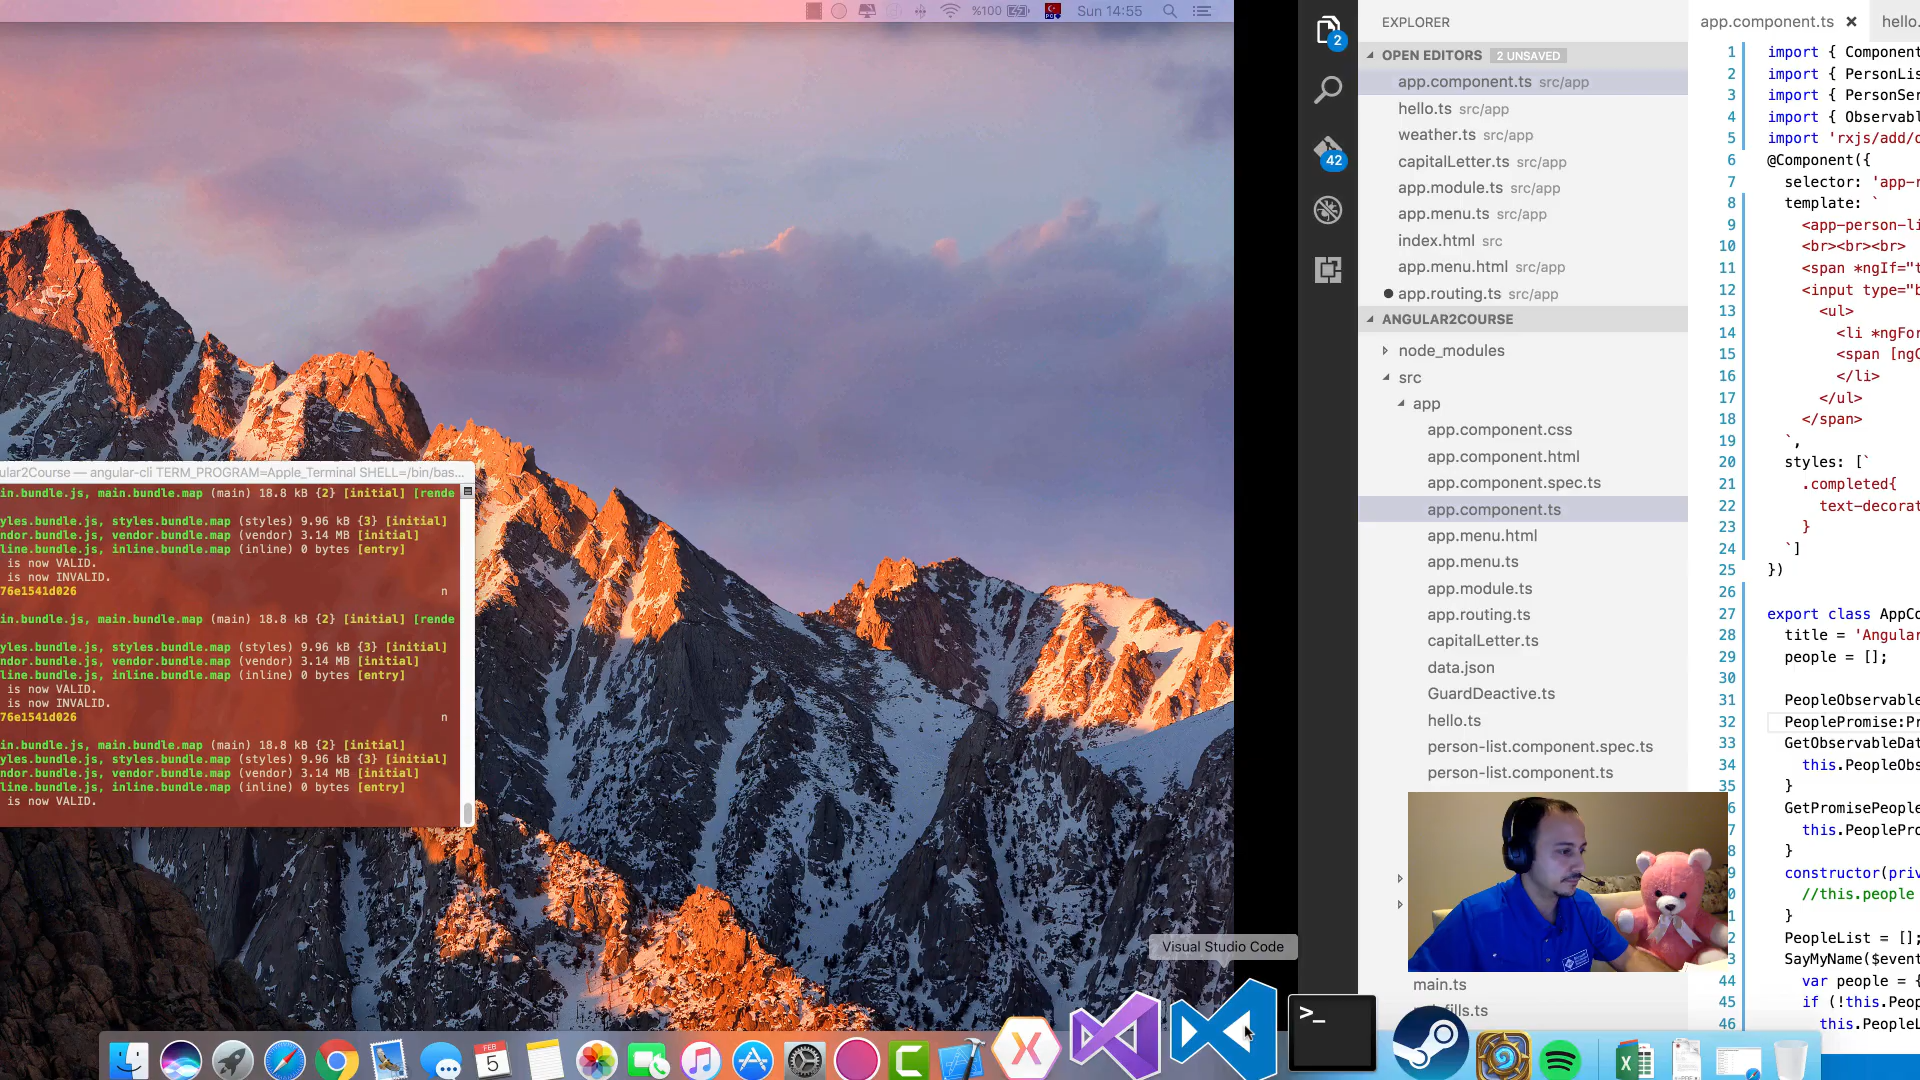 %100
Sun 14:55
EXPLORER
OPEN EDITORS 2 UNSAVED
app.component.ts src/app
hello.ts src/app
weather.ts src/app
capitalLetter.ts src/app
app.module.ts src/app
app.menu.ts src/app
index.html src
app.menu.html src/app
app.routing.ts src/app
ANGULAR2COURSE
node_modules
src
app
app.component.css
app.component.html
app.component.spec.ts
app.component.ts
app.menu.html
app.menu.ts
app.module.ts
app.routing.ts
capitalLetter.ts
data.json
GuardDeactive.ts
hello.ts
person-list.component.spec.ts
person-list.component.ts
main.ts
fills.ts
2
42
app.component.ts
hello.
1 import { Component
2 import { PersonLis
3 import { PersonSer
4 import { Observabl
5 import 'rxjs/add/o
6 @Component({
7 selector: 'app-r
8 template: `
9 <app-person-li
10 <br><br><br>
11 <span *ngIf="t
12 <input type="b
13 <ul>
14 <li *ngFor
15 <span [ngC
16 </li>
17 </ul>
18 </span>
19 `,
20 styles: [`
21 .completed{
22 text-decorat
23 }
24 `]
25 })
26
27 export class AppCo
28 title = 'Angular
29 people = [];
30
31 PeopleObservable
32 PeoplePromise:Pr
33 GetObservableDat
34 this.PeopleObs
35 }
6 GetPromisePeople
7 this.PeoplePro
8 }
9 constructor(priv
0 //this.people
1 }
2 PeopleList = [];
3 SayMyName($event
44 var people = {
45 if (!this.Peop
46 this.PeopleL
ular2Course — angular-cli TERM_PROGRAM=Apple_Terminal SHELL=/bin/bas...
in.bundle.js, main.bundle.map (main) 18.8 kB {2} [initial] [rende
yles.bundle.js, styles.bundle.map (styles) 9.96 kB {3} [initial]
ndor.bundle.js, vendor.bundle.map (vendor) 3.14 MB [initial]
line.bundle.js, inline.bundle.map (inline) 0 bytes [entry]
is now VALID.
is now INVALID.
76e1541d026 n
in.bundle.js, main.bundle.map (main) 18.8 kB {2} [initial] [rende
yles.bundle.js, styles.bundle.map (styles) 9.96 kB {3} [initial]
ndor.bundle.js, vendor.bundle.map (vendor) 3.14 MB [initial]
line.bundle.js, inline.bundle.map (inline) 0 bytes [entry]
is now VALID.
is now INVALID.
76e1541d026 n
in.bundle.js, main.bundle.map (main) 18.8 kB {2} [initial]
yles.bundle.js, styles.bundle.map (styles) 9.96 kB {3} [initial]
ndor.bundle.js, vendor.bundle.map (vendor) 3.14 MB [initial]
line.bundle.js, inline.bundle.map (inline) 0 bytes [entry]
is now VALID.
Visual Studio Code
FEB
5
>_